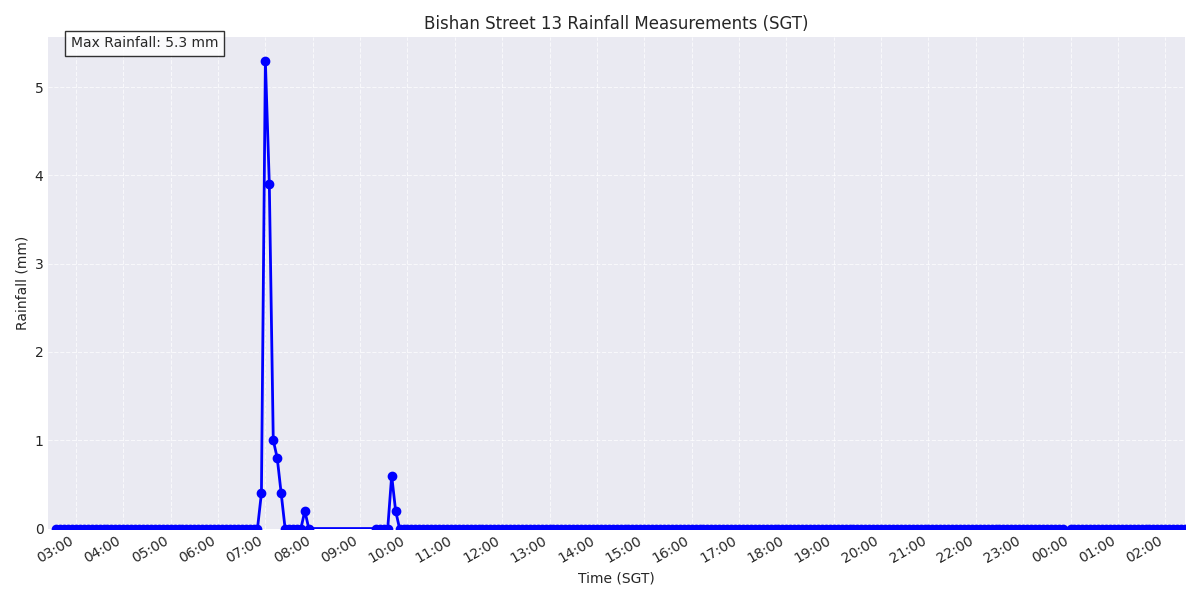 Bishan Street 13 Rainfall Measurements (SGT)
Max Rainfall: 5.3 mm
5
4
3
2
1
0
Rainfall (mm)
03:00 04:00 05:00 06:00 07:00 08:00 09:00 10:00 11:00 12:00 13:00 14:00 15:00 16:00 17:00 18:00 19:00 20:00 21:00 22:00 23:00 00:00 01:00 02:00
Time (SGT)